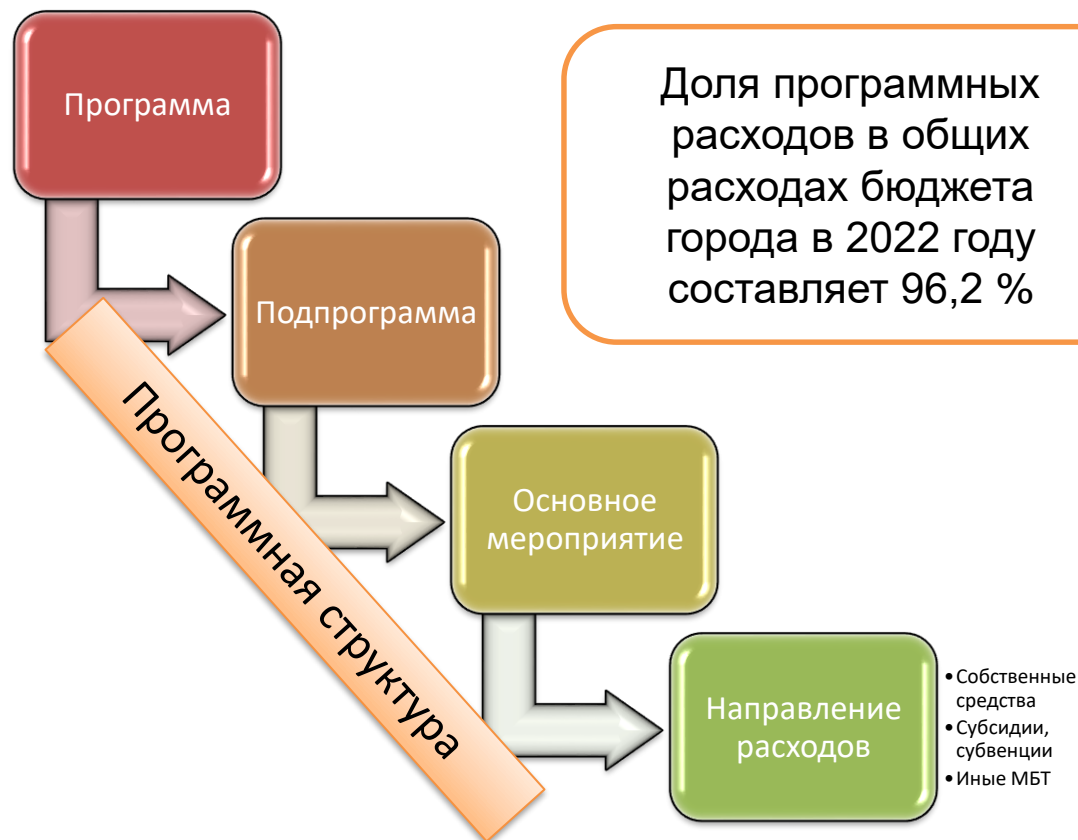 Программа
Доля программных
расходов в общих
расходах бюджета
города в 2022 году
составляет 96,2 %
Подпрограмма
Программная структура
Основное
мероприятие
Направление
расходов
•Собственные
средства
•Субсидии,
субвенции
•Иные МБТ